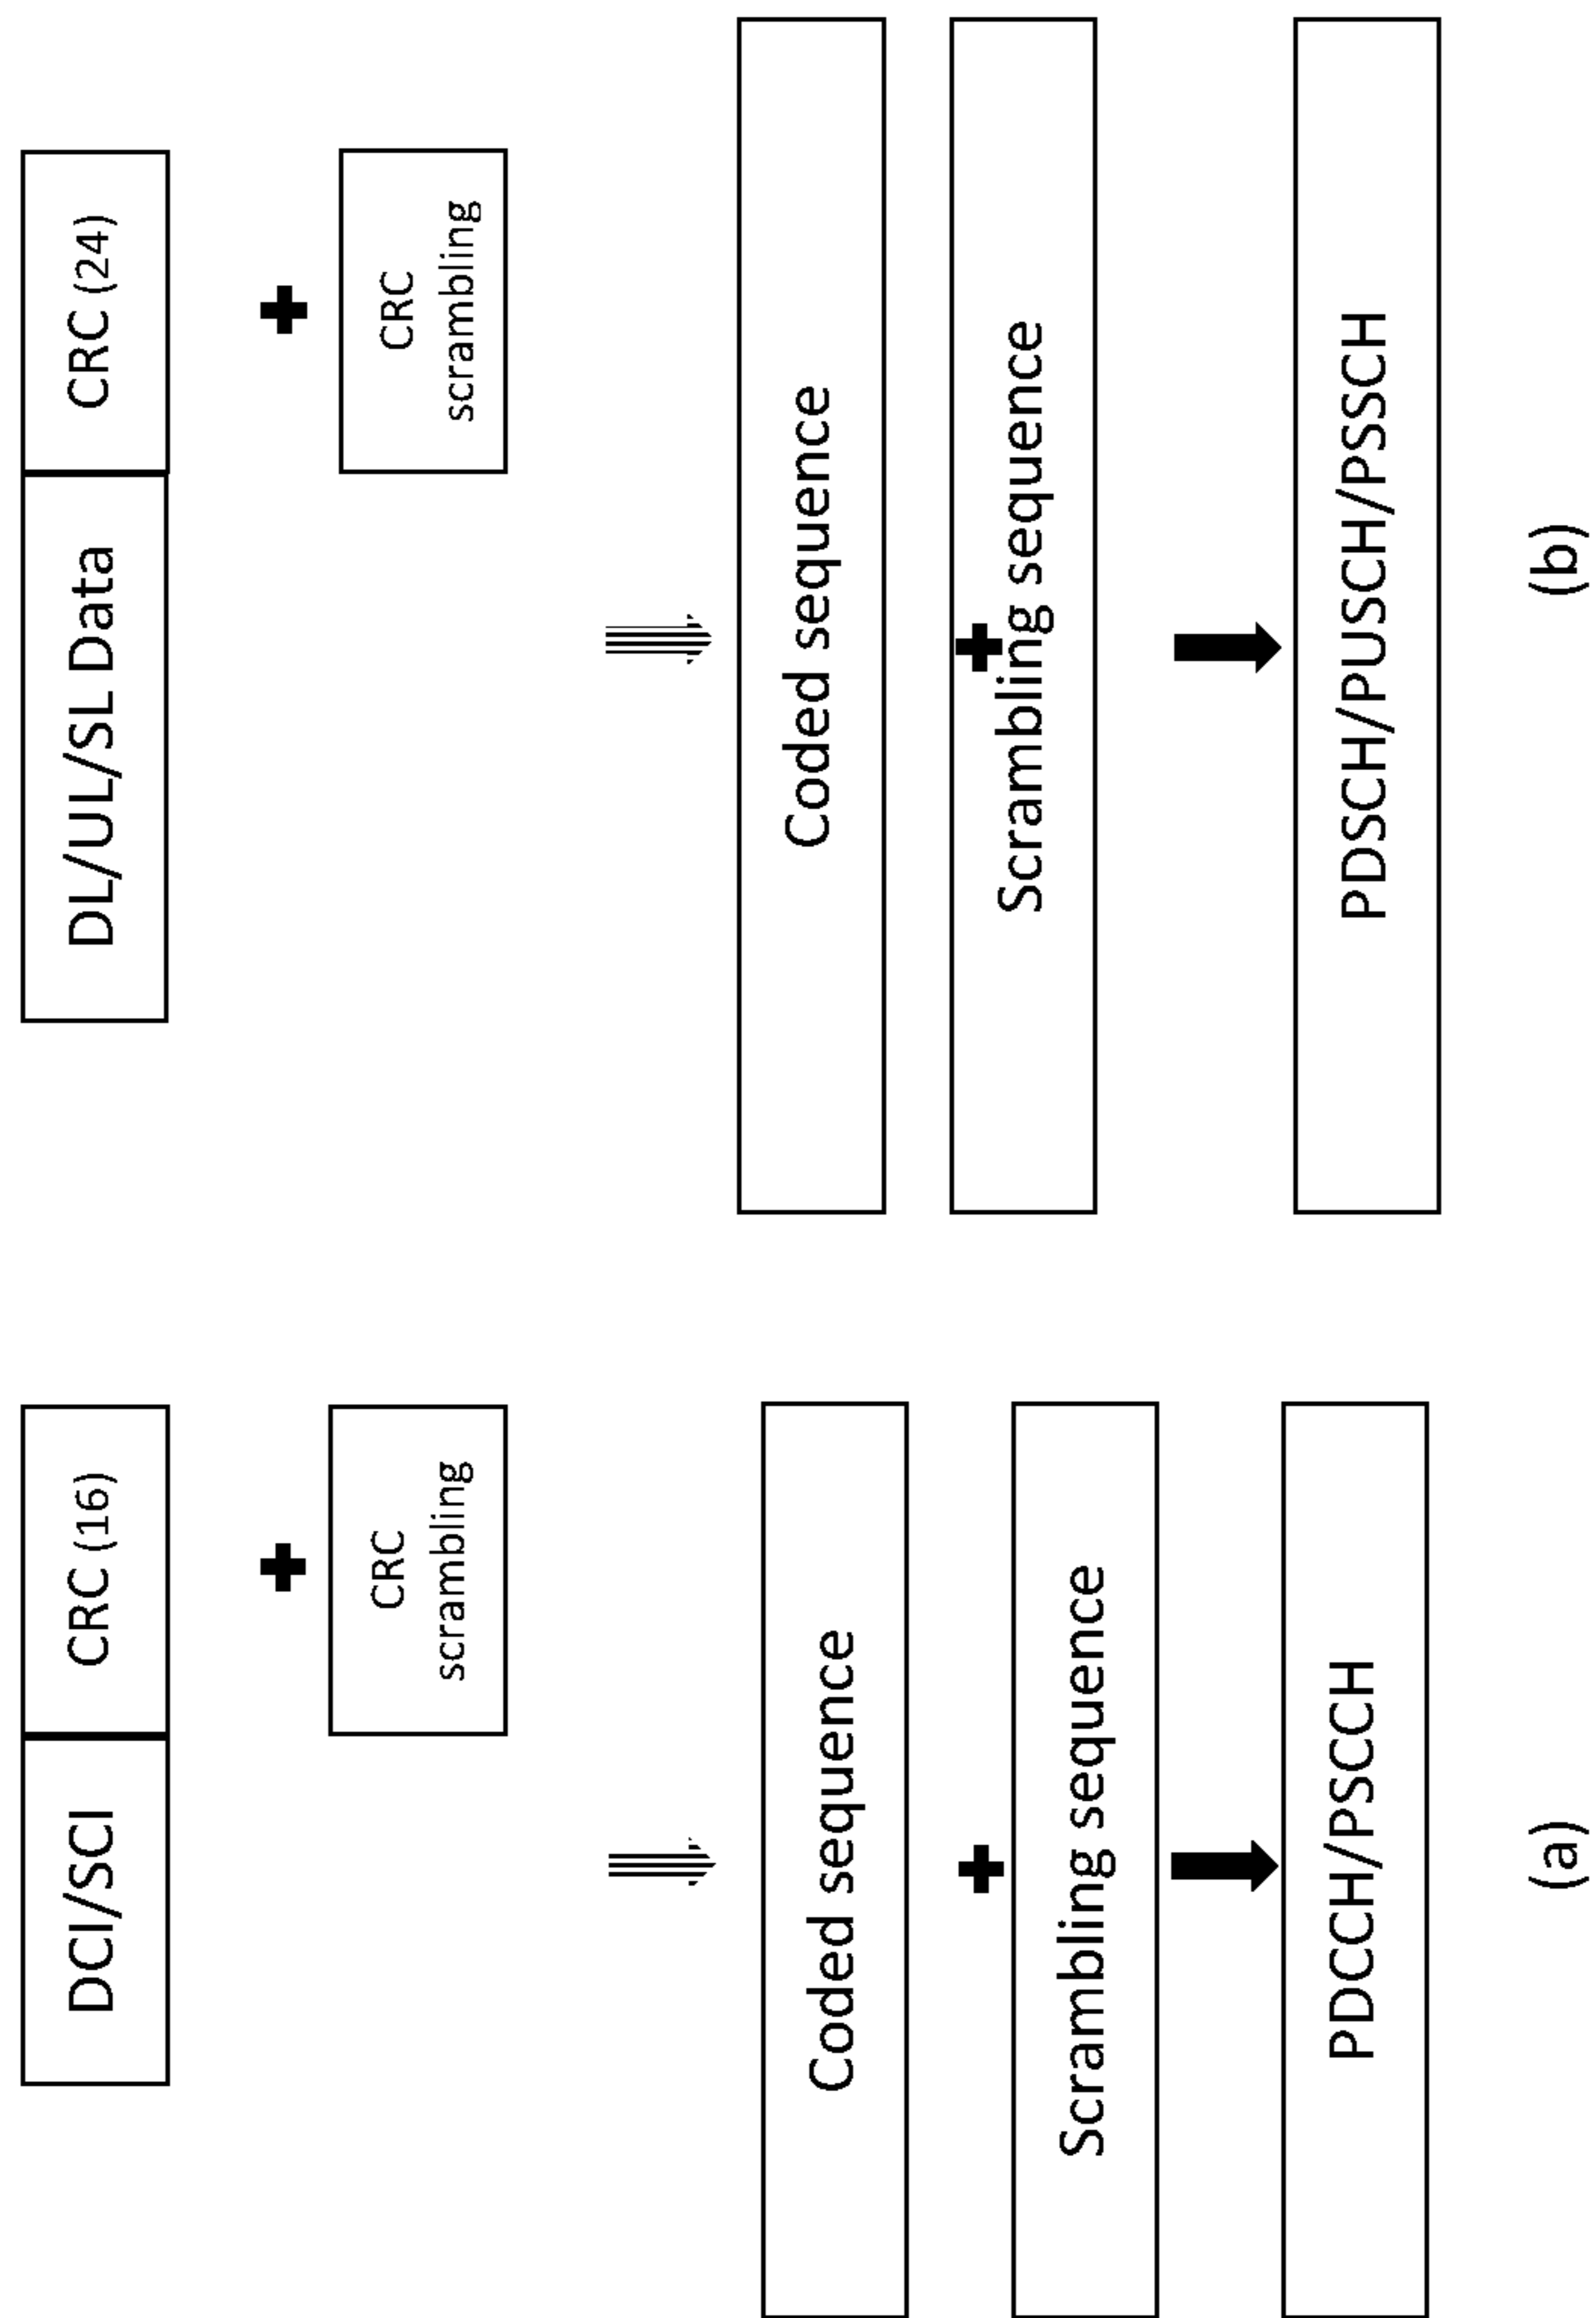 DCI/SCI
CRC (16)
CRC
scrambling
Coded sequence
Scrambling sequence
PDCCH/PSCCH
(a)
DL/UL/SL Data
CRC (24)
CRC
scrambling
Coded sequence
Scrambling sequence
PDSCH/PUSCH/PSSCH
(b)